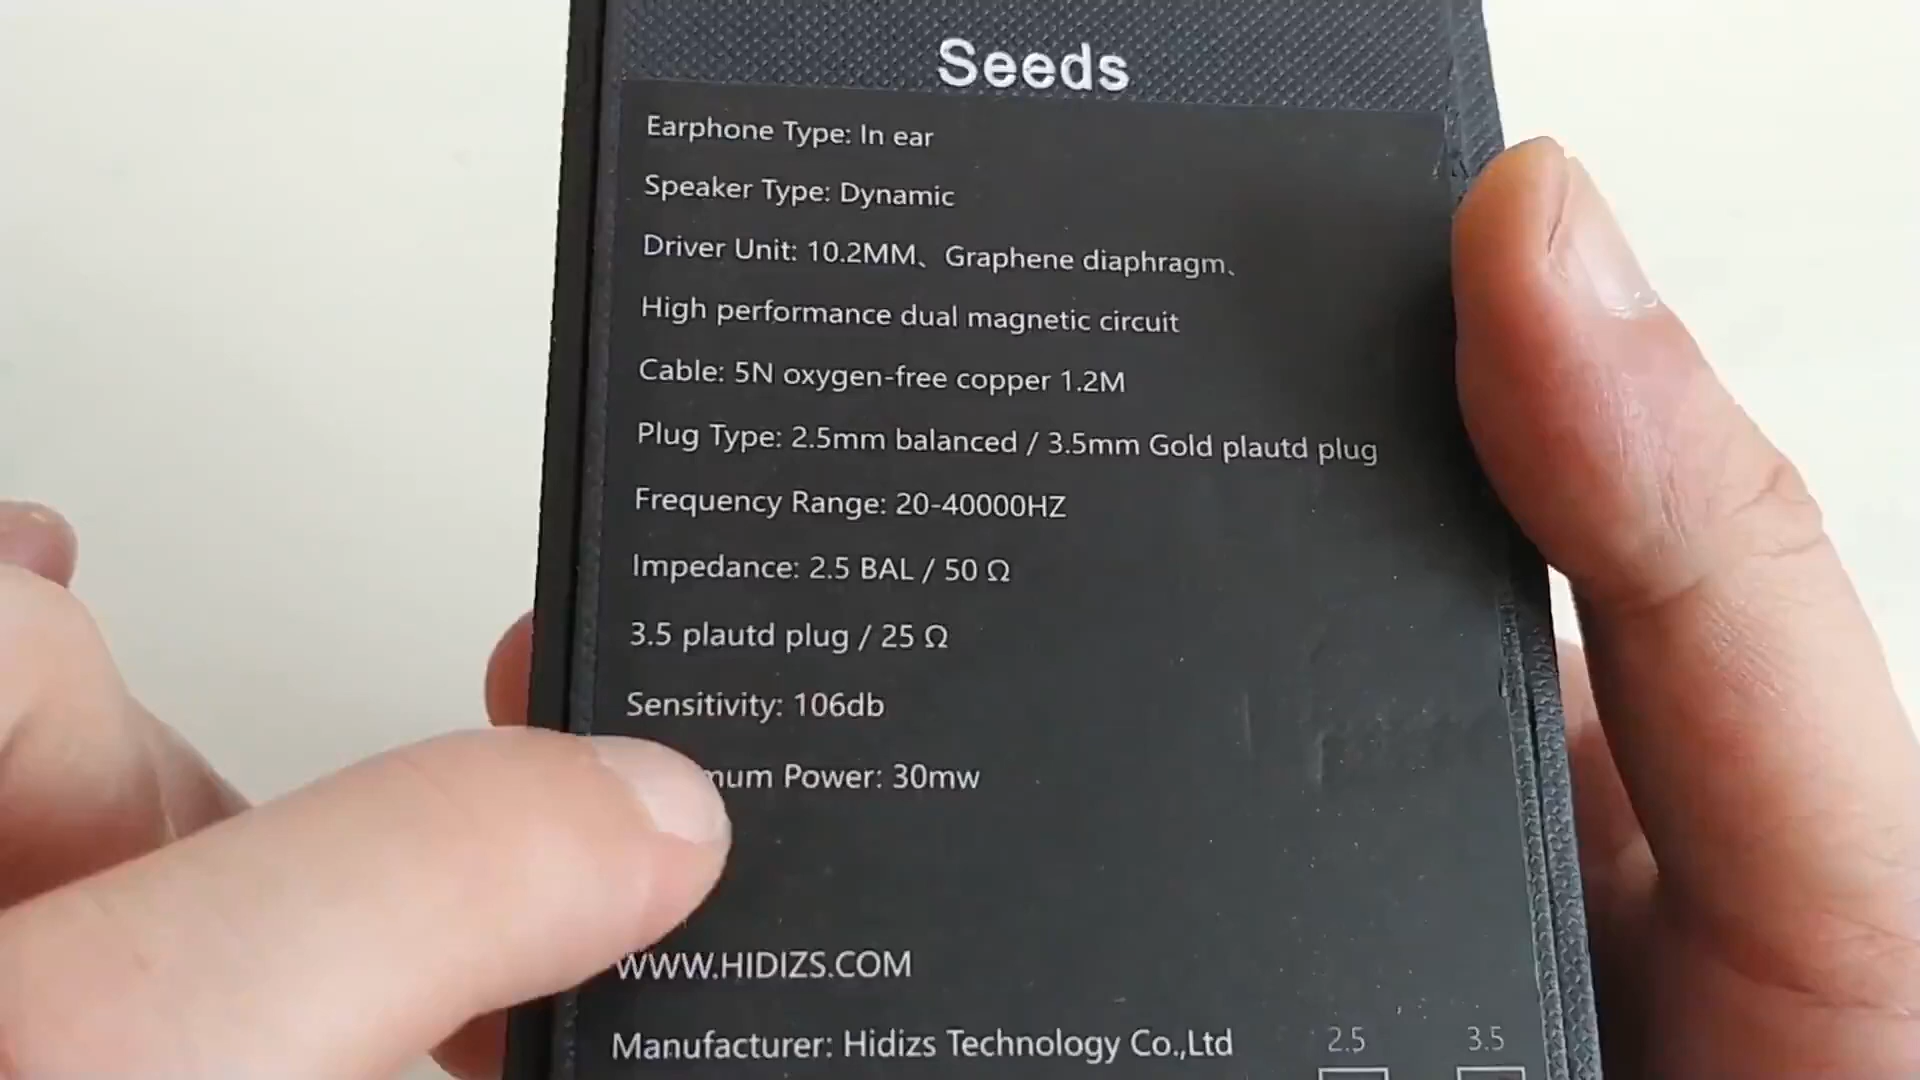 Seeds
Earphone Type: In ear
Speaker Type: Dynamic
Driver Unit: 10.2MM、Graphene diaphragm、
High performance dual magnetic circuit
Cable: 5N oxygen-free copper 1.2M
Plug Type: 2.5mm balanced / 3.5mm Gold plautd plug
Frequency Range: 20-40000HZ
Impedance: 2.5 BAL / 50 Ω
3.5 plautd plug / 25 Ω
Sensitivity: 106db
Power: 30mw
WWW.HIDIZS.COM
Manufacturer: Hidizs Technology Co.,Ltd
2.5 3.5